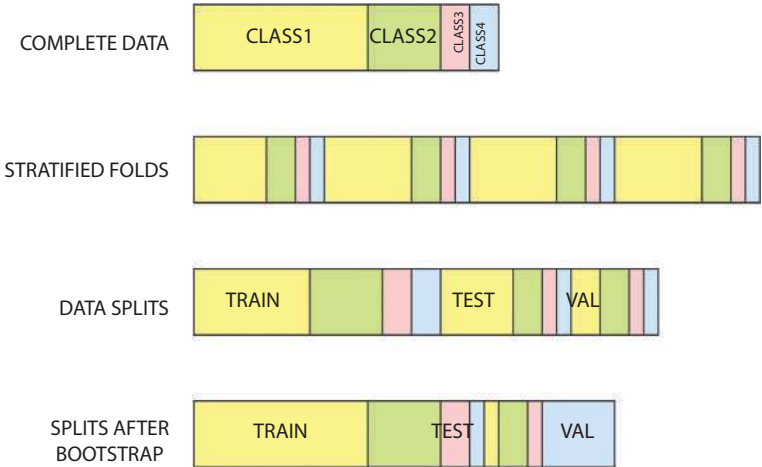 COMPLETE DATA
CLASS1
CLASS2
CLASS3
CLASS4
STRATIFIED FOLDS
DATA SPLITS
TRAIN
TEST
VAL
SPLITS AFTER
BOOTSTRAP
TRAIN
TEST
VAL